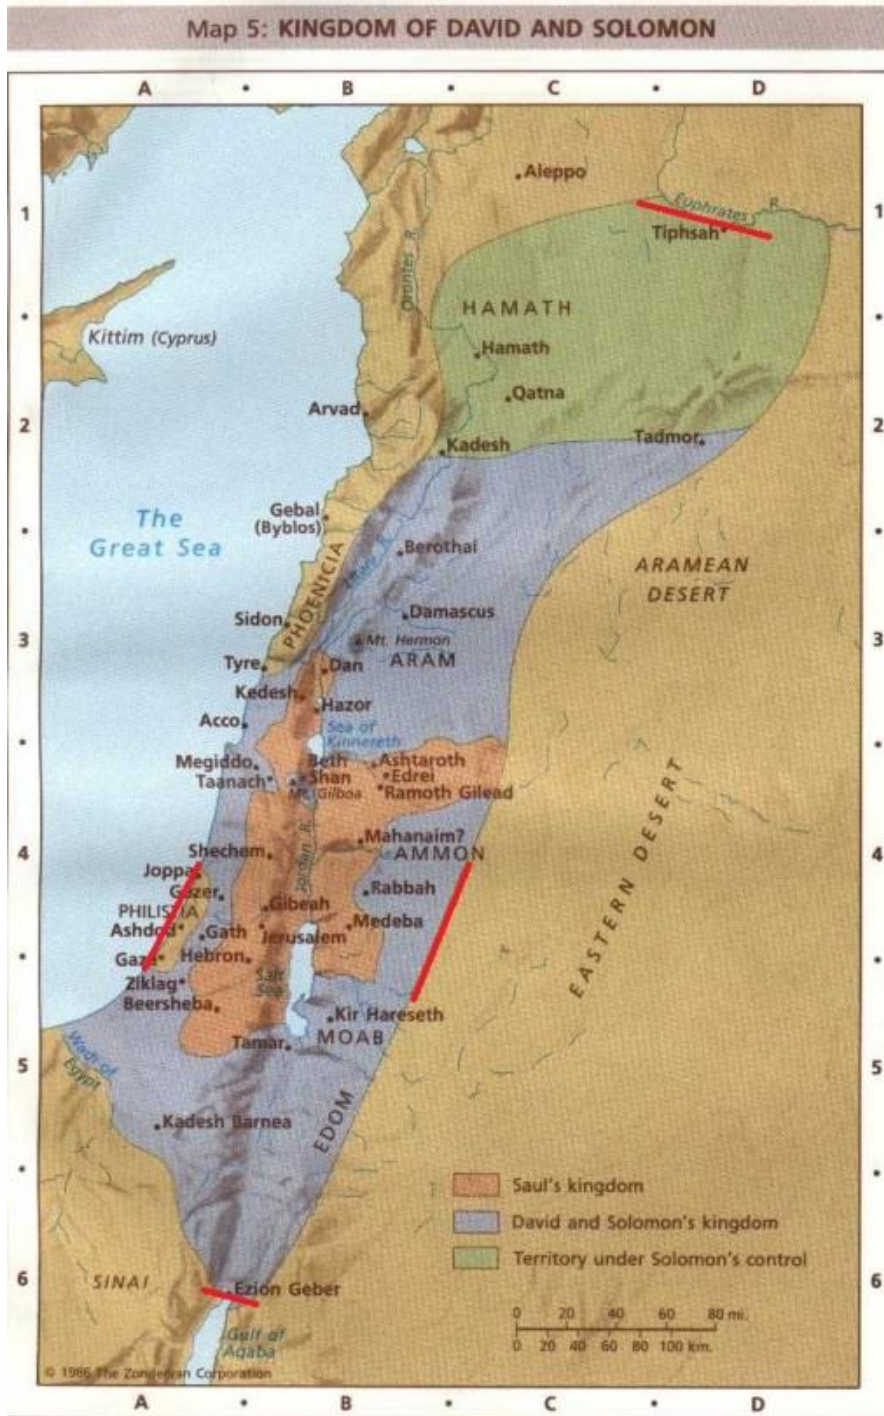 Map 5: KINGDOM OF DAVID AND SOLOMON
A • B • C • D
1
1
Aleppo
Euphrates R.
Tiphsah
Orontes R.
HAMATH
•
•
Kittim (Cyprus)
Hamath
Qatna
Arvad
2
2
Kadesh
Tadmor
Gebal
(Byblos)
The
Great Sea
•
•
Berothai
ARAMEAN
DESERT
PHOENICIA
Litani R.
Sidon
Damascus
3
3
Mt. Hermon
Tyre
Dan
ARAM
Kedesh
Hazor
Acco
Sea of
Kinnereth
•
•
Megiddo
Beth
Shan
Ashtaroth
Taanach
Edrei
Mt. Gilboa
Ramoth Gilead
Mahanaim?
4
4
Shechem
AMMON
Jordan R.
Joppa
Gezer
Rabbah
PHILISTIA
Gibeah
Ashdod
Gath
Jerusalem
Medeba
EASTERN DESERT
Gaza
Hebron
•
•
Ziklag
Salt
Sea
Beersheba
Kir Hareseth
MOAB
Tamar
Wadi of
Egypt
5
5
Kadesh Barnea
EDOM
•
•
Saul's kingdom
David and Solomon's kingdom
Territory under Solomon's control
6
6
SINAI
Ezion Geber
Gulf of
Aqaba
0 20 40 60 80 mi.
0 20 40 60 80 100 km.
© 1986 The Zondervan Corporation
A • B • C • D